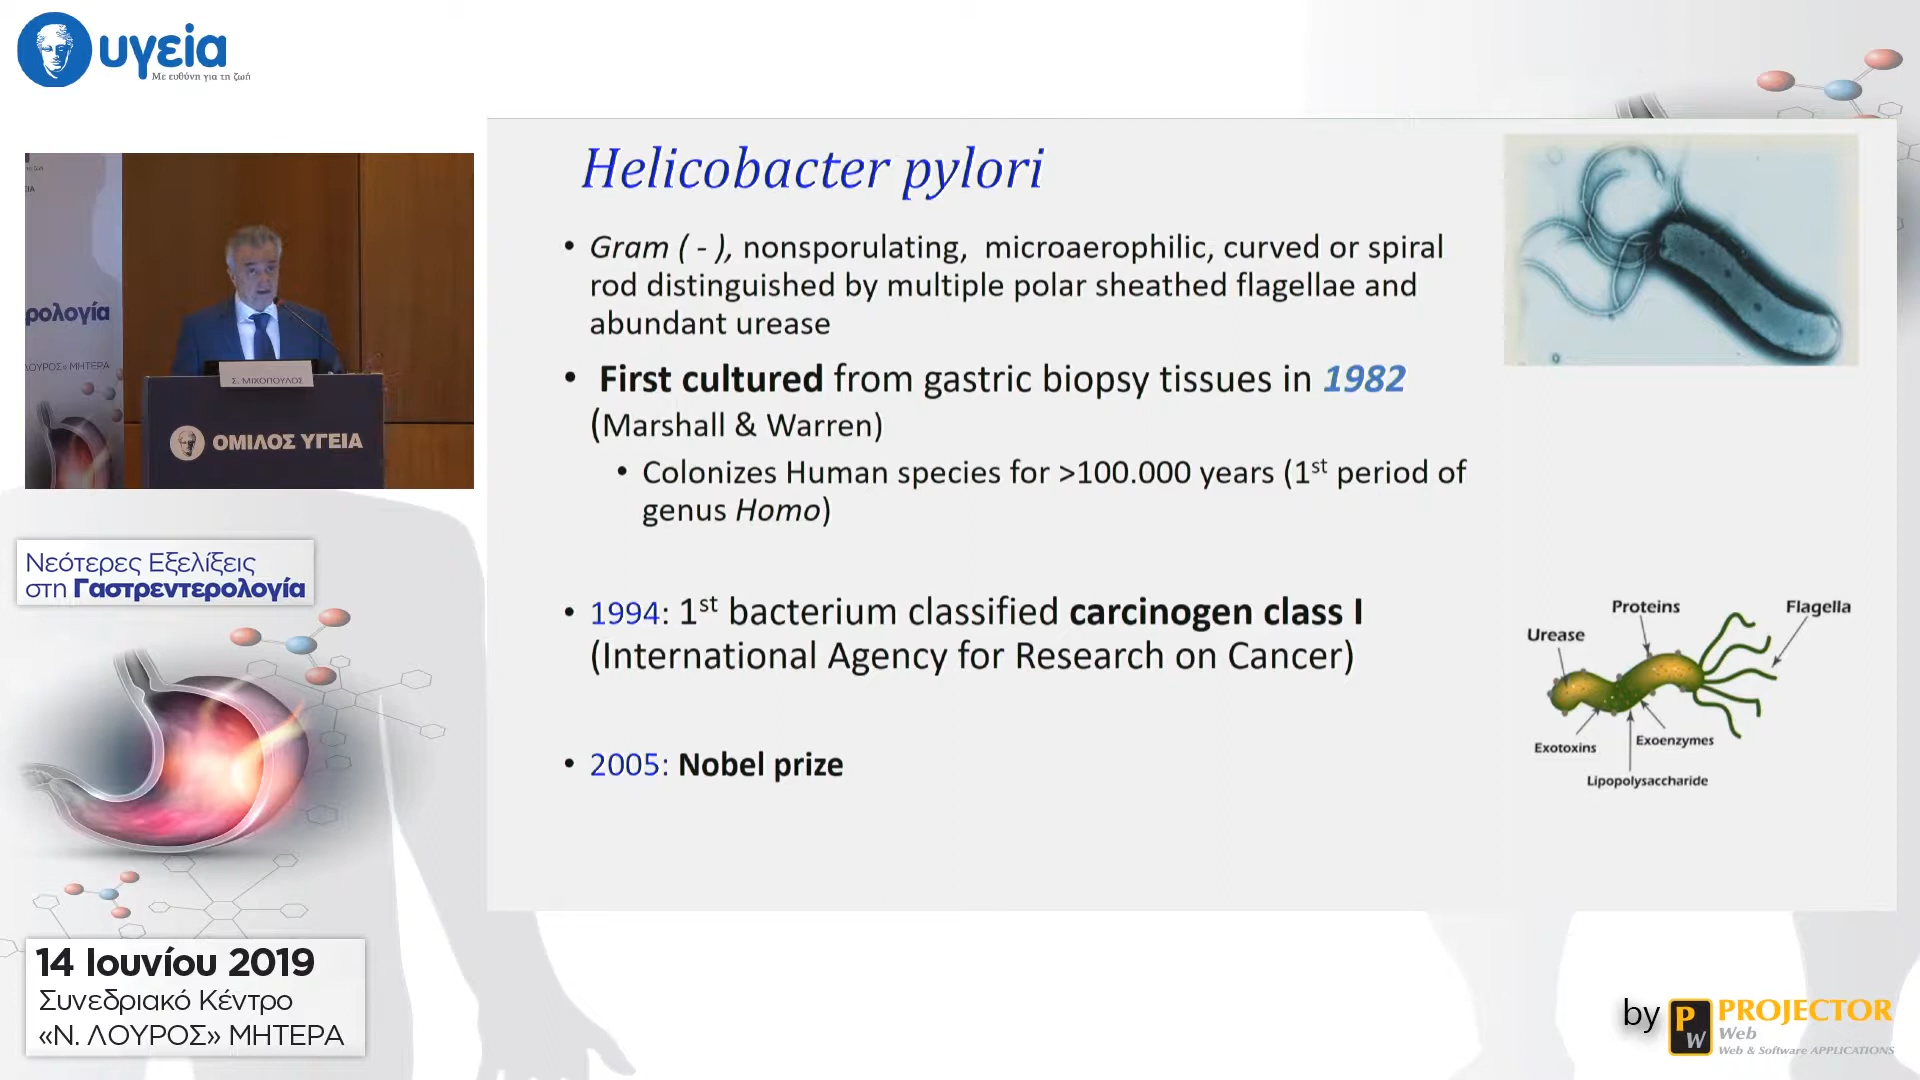 υγεία
Με ευθύνη για τη ζωή
ρολογία
ΛΟΥΡΟΣ» ΜΗΤΕΡΑ
Σ. ΜΙΧΟΠΟΥΛΟΣ
ΟΜΙΛΟΣ ΥΓΕΙΑ
Νεότερες Εξελίξεις
στη Γαστρεντερολογία
14 Ιουνίου 2019
Συνεδριακό Κέντρο
«Ν. ΛΟΥΡΟΣ» ΜΗΤΕΡΑ
Helicobacter pylori
• Gram ( - ), nonsporulating, microaerophilic, curved or spiral
rod distinguished by multiple polar sheathed flagellae and
abundant urease
• First cultured from gastric biopsy tissues in 1982
(Marshall & Warren)
• Colonizes Human species for >100.000 years (1st period of
genus Homo)
• 1994: 1st bacterium classified carcinogen class I
(International Agency for Research on Cancer)
• 2005: Nobel prize
Proteins
Flagella
Urease
Exotoxins
Exoenzymes
Lipopolysaccharide
by PROJECTOR
PW
Web
Web & Software APPLICATIONS